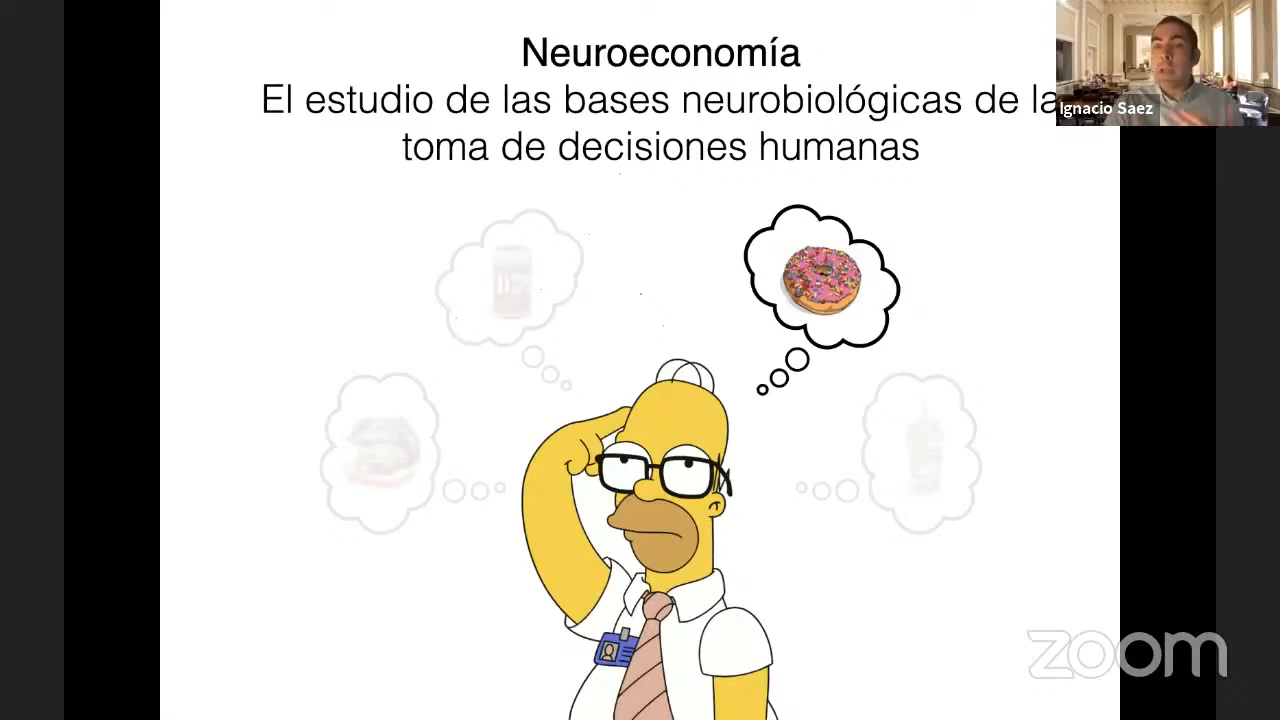 Neuroeconomía
El estudio de las bases neurobiológicas de la
toma de decisiones humanas
Ignacio Saez
zoom